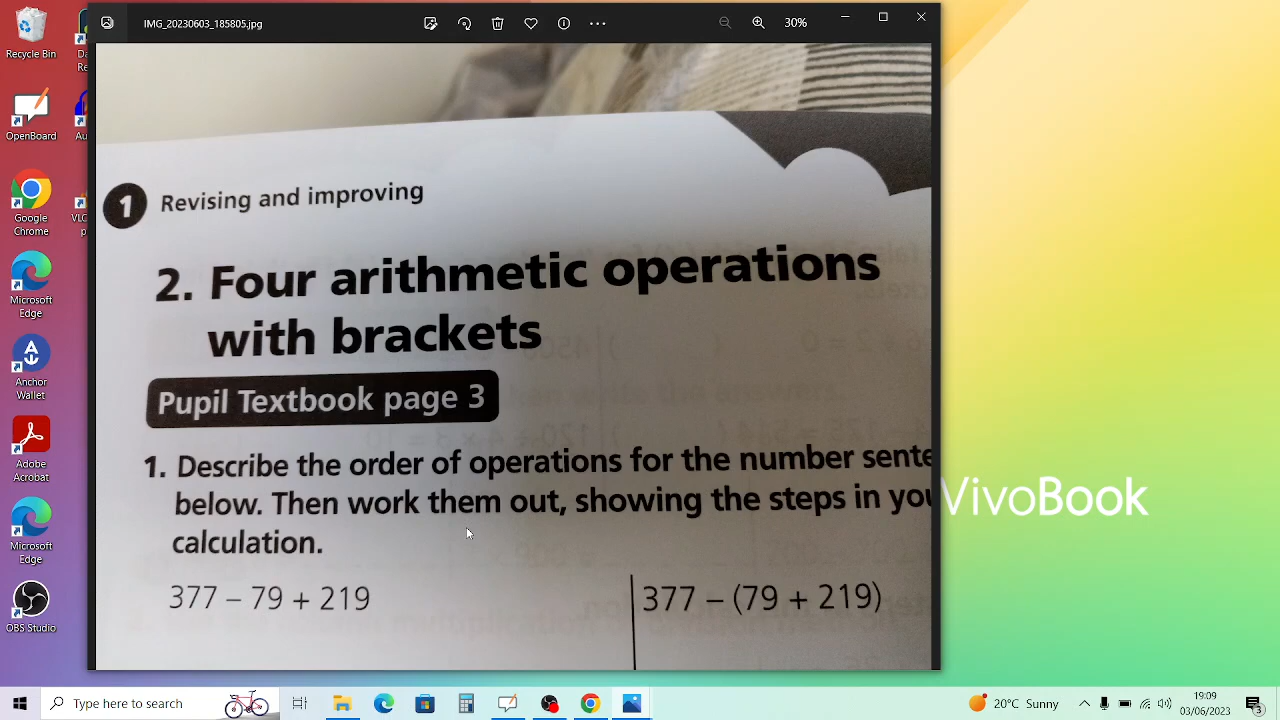 IMG_20230603_185805.jpg
30%
Recycle Bin
OpenBoard
Google
Chrome
Microsoft
Edge
Anchor
Wallet
Adobe
Acrobat
Microsoft
Edge
OBS Studio
1 Revising and improving
2. Four arithmetic operations
with brackets
Pupil Textbook page 3
1. Describe the order of operations for the number
below. Then work them out, showing the steps in
calculation.
377 – 79 + 219
377 – (79 + 219)
VivoBook
Type here to search
20°C Sunny
19:09
03/06/2023
3